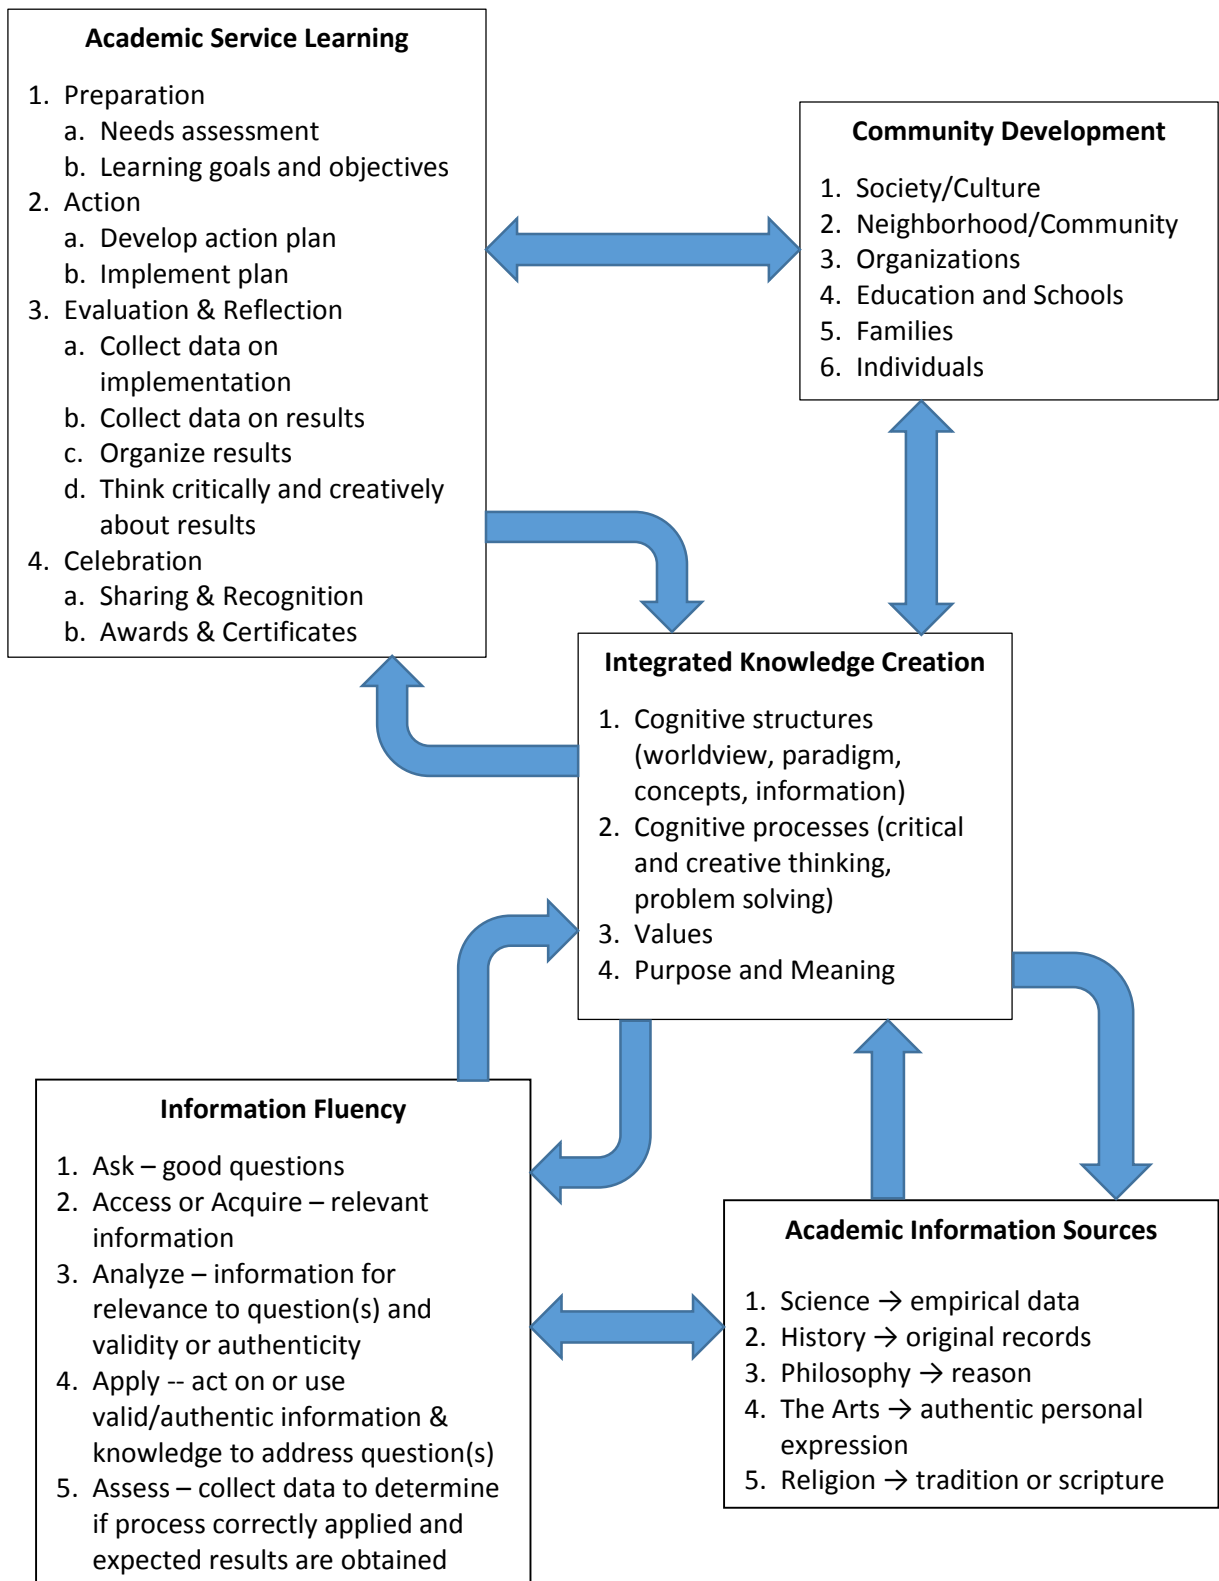 Academic Service Learning
1. Preparation
a. Needs assessment
b. Learning goals and objectives
2. Action
a. Develop action plan
b. Implement plan
3. Evaluation & Reflection
a. Collect data on
implementation
b. Collect data on results
c. Organize results
d. Think critically and creatively
about results
4. Celebration
a. Sharing & Recognition
b. Awards & Certificates
Community Development
1. Society/Culture
2. Neighborhood/Community
3. Organizations
4. Education and Schools
5. Families
6. Individuals
Integrated Knowledge Creation
1. Cognitive structures
(worldview, paradigm,
concepts, information)
2. Cognitive processes (critical
and creative thinking,
problem solving)
3. Values
4. Purpose and Meaning
Information Fluency
1. Ask – good questions
2. Access or Acquire – relevant
information
3. Analyze – information for
relevance to question(s) and
validity or authenticity
4. Apply -- act on or use
valid/authentic information &
knowledge to address question(s)
5. Assess – collect data to determine
if process correctly applied and
expected results are obtained
Academic Information Sources
1. Science → empirical data
2. History → original records
3. Philosophy → reason
4. The Arts → authentic personal
expression
5. Religion → tradition or scripture